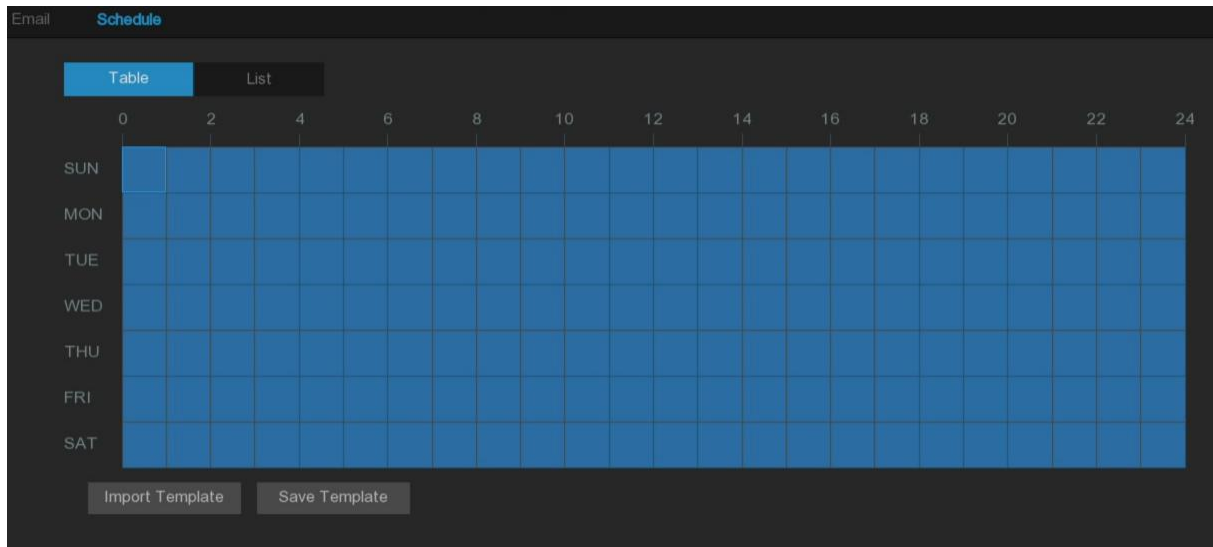 Email Schedule
Table List
0 2 4 6 8 10 12 14 16 18 20 22 24
SUN
MON
TUE
WED
THU
FRI
SAT
Import Template Save Template